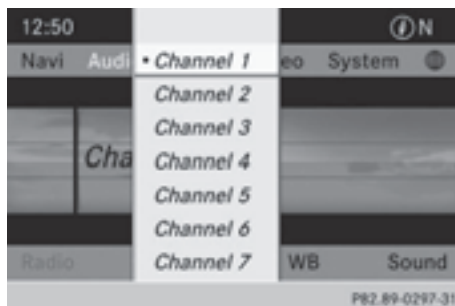 12:50 N
Navi Audi • Channel 1 eo System
Channel 2
Channel 3
Cha Channel 4
Channel 5
Channel 6
Radio Channel 7 WB Sound
P82.89-0297-31